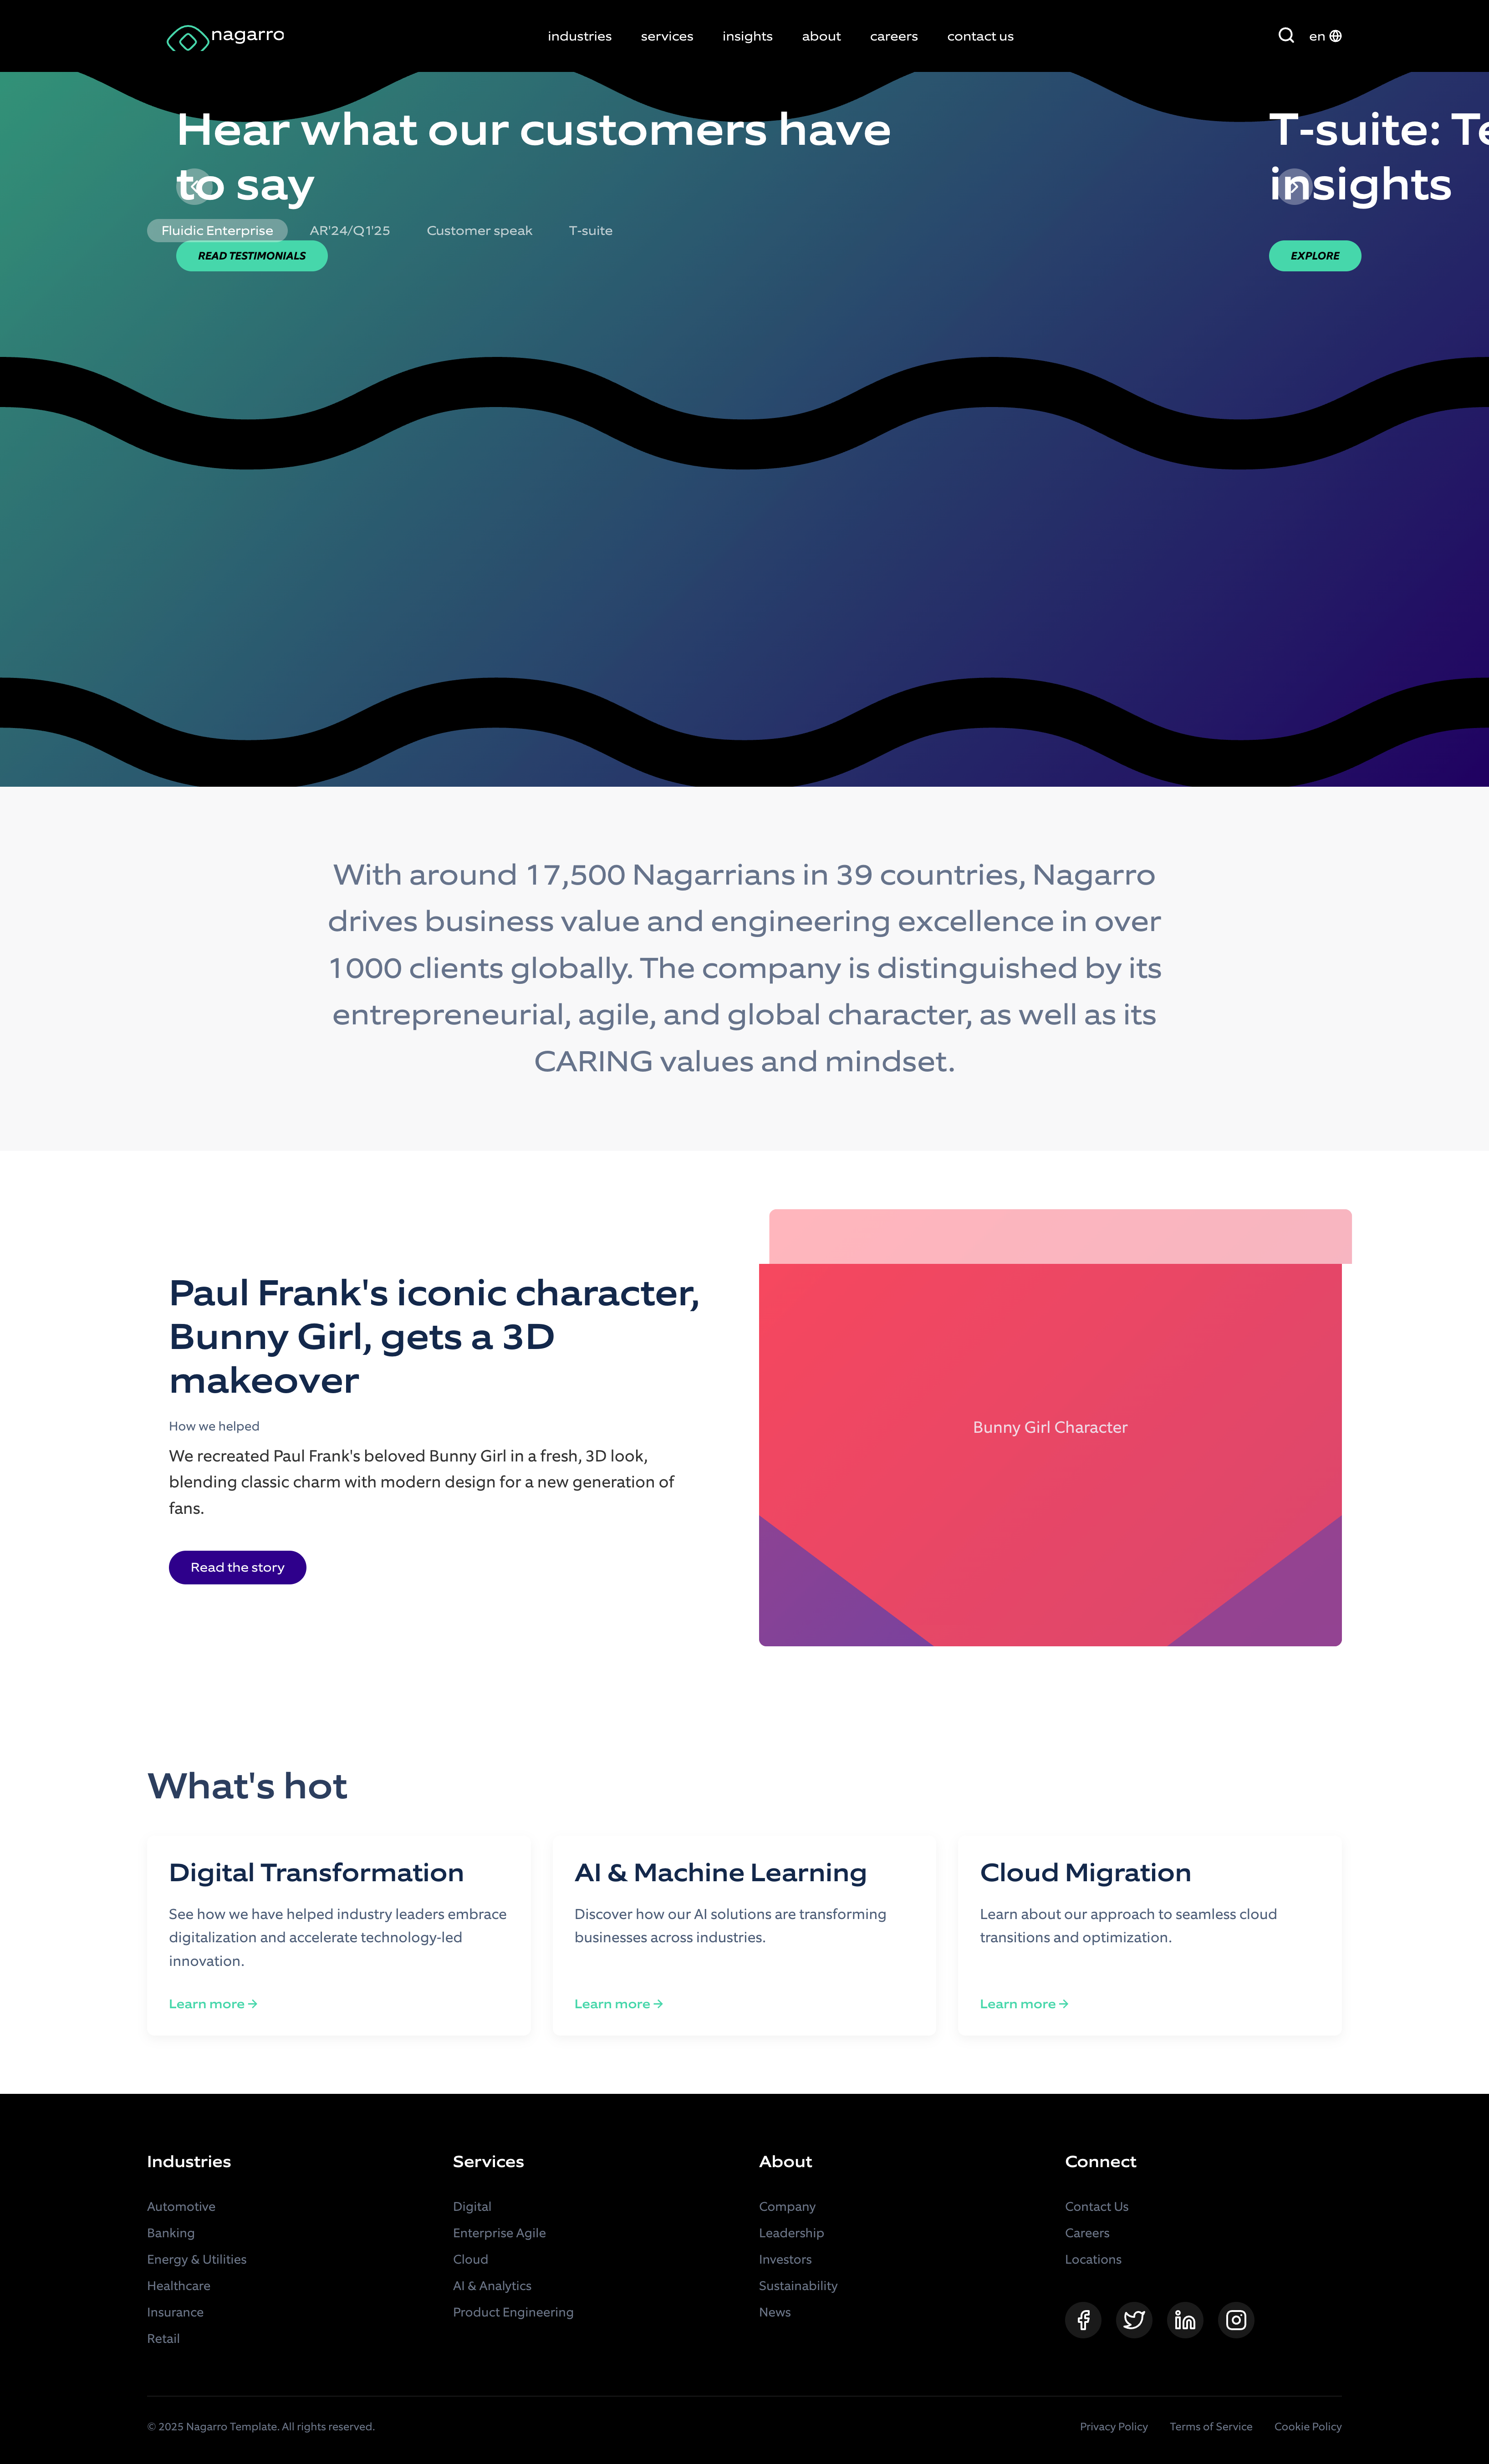 nagarro
industries
services
insights
about
careers
contact us
en
Hear what our customers have
to say
Fluidic Enterprise
AR'24/Q1'25
Customer speak
T-suite
READ TESTIMONIALS
T-suite:
insights
EXPLORE
With around 17,500 Nagarrians in 39 countries, Nagarro
drives business value and engineering excellence in over
1000 clients globally. The company is distinguished by its
entrepreneurial, agile, and global character, as well as its
CARING values and mindset.
Paul Frank's iconic character,
Bunny Girl, gets a 3D
makeover
How we helped
We recreated Paul Frank's beloved Bunny Girl in a fresh, 3D look,
blending classic charm with modern design for a new generation of
fans.
Read the story
Bunny Girl Character
What's hot
Digital Transformation
See how we have helped industry leaders embrace
digitalization and accelerate technology-led
innovation.
Learn more →
AI & Machine Learning
Discover how our AI solutions are transforming
businesses across industries.
Learn more →
Cloud Migration
Learn about our approach to seamless cloud
transitions and optimization.
Learn more →
Industries
Automotive
Banking
Energy & Utilities
Healthcare
Insurance
Retail
Services
Digital
Enterprise Agile
Cloud
AI & Analytics
Product Engineering
About
Company
Leadership
Investors
Sustainability
News
Connect
Contact Us
Careers
Locations
© 2025 Nagarro Template. All rights reserved.
Privacy Policy
Terms of Service
Cookie Policy